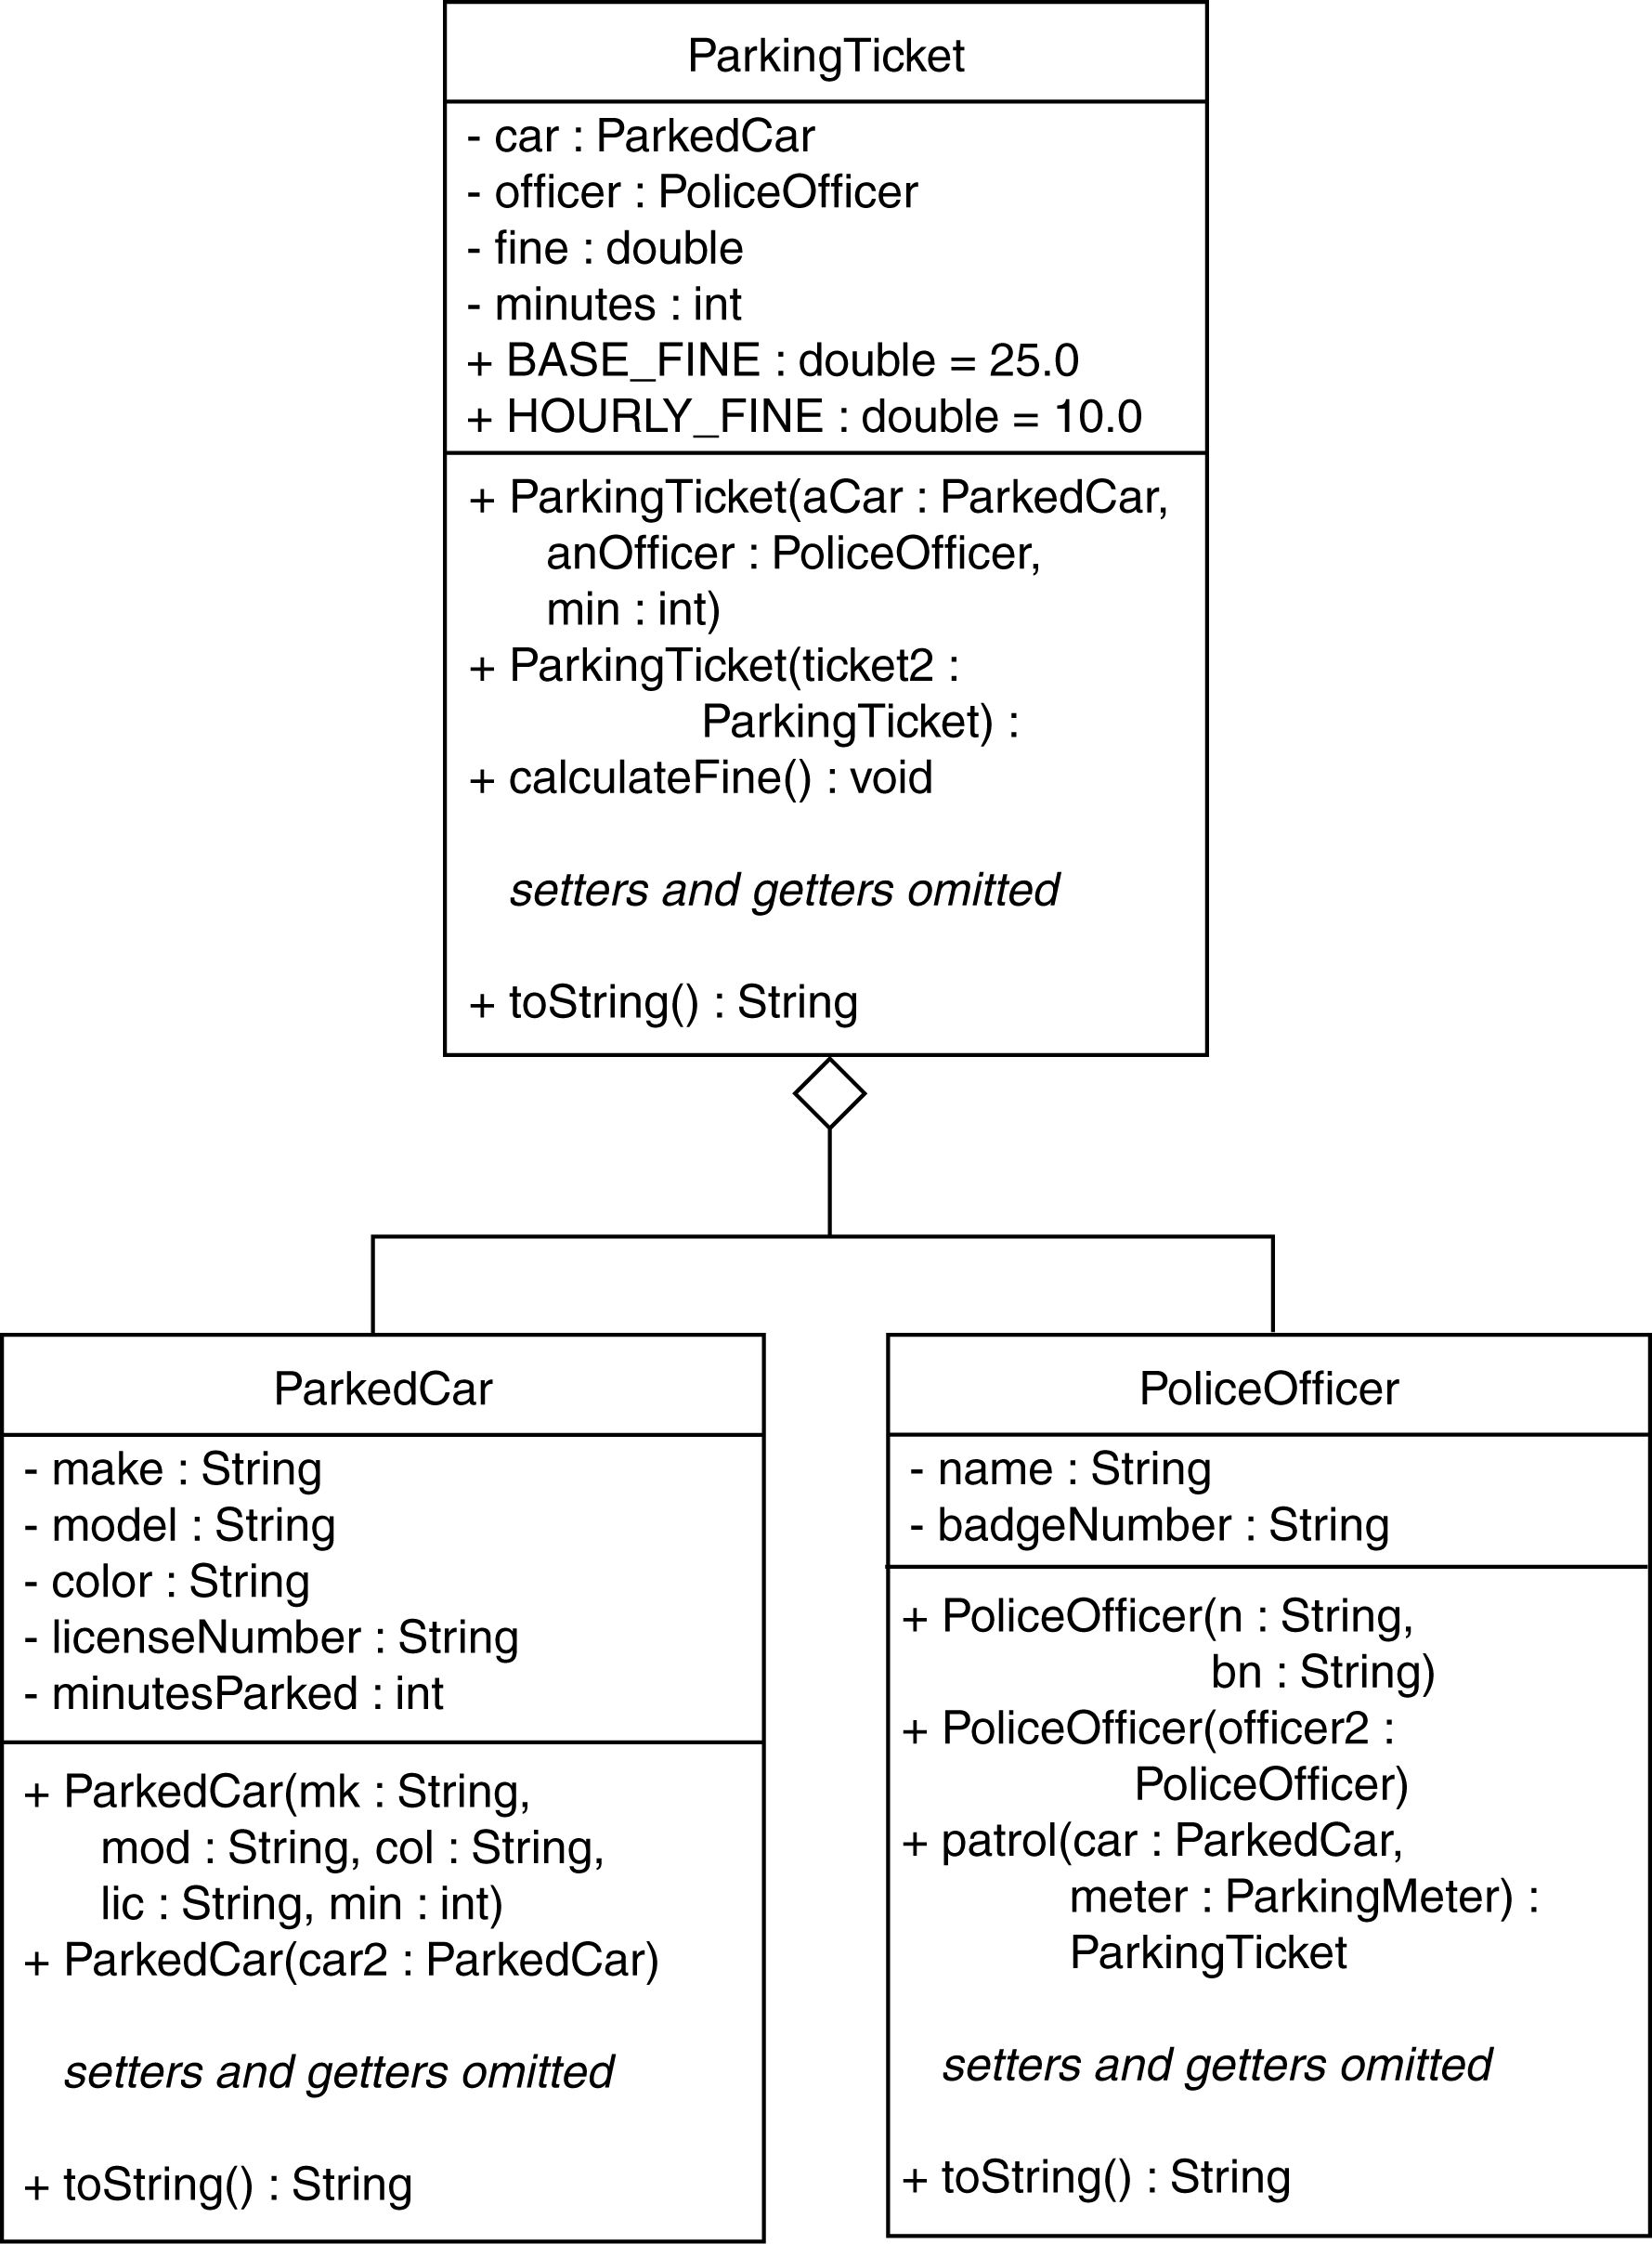 ParkingTicket
- car : ParkedCar
- officer : PoliceOfficer
- fine : double
- minutes : int
+ BASE_FINE : double = 25.0
+ HOURLY_FINE : double = 10.0
+ ParkingTicket(aCar : ParkedCar,
anOfficer : PoliceOfficer,
min : int)
+ ParkingTicket(ticket2 :
ParkingTicket) :
+ calculateFine() : void
setters and getters omitted
+ toString() : String
ParkedCar
- make : String
- model : String
- color : String
- licenseNumber : String
- minutesParked : int
+ ParkedCar(mk : String,
mod : String, col : String,
lic : String, min : int)
+ ParkedCar(car2 : ParkedCar)
setters and getters omitted
+ toString() : String
PoliceOfficer
- name : String
- badgeNumber : String
+ PoliceOfficer(n : String,
bn : String)
+ PoliceOfficer(officer2 :
PoliceOfficer)
+ patrol(car : ParkedCar,
meter : ParkingMeter) :
ParkingTicket
setters and getters omitted
+ toString() : String